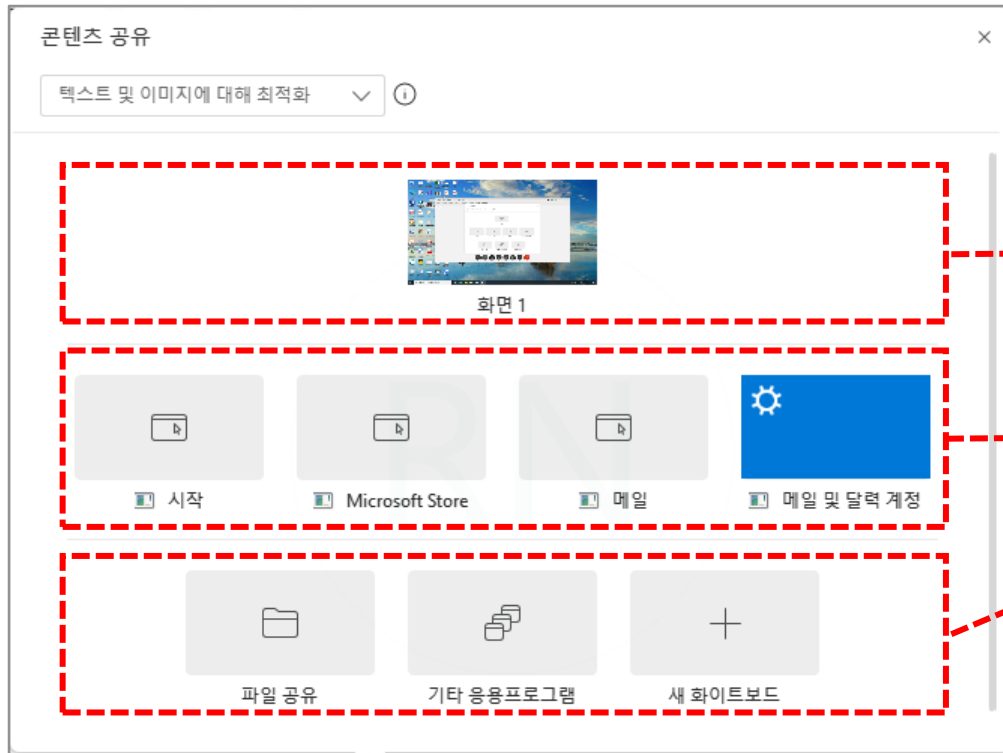 콘텐츠 공유
텍스트 및 이미지에 대해 최적화
화면 1
시작
Microsoft Store
메일
메일 및 달력 계정
파일 공유
기타 응용프로그램
새 화이트보드